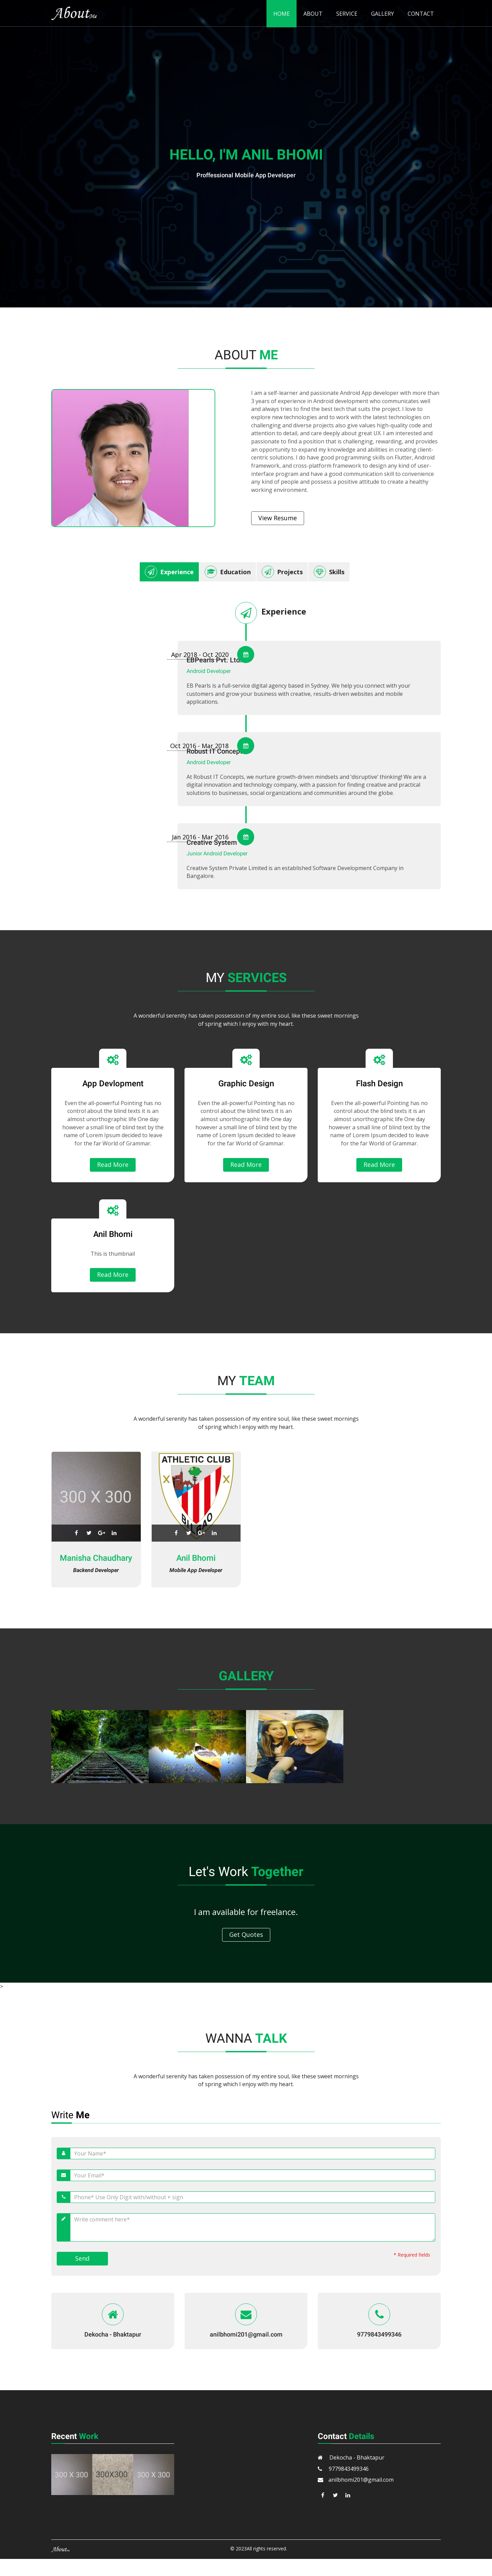 About Me
HOME ABOUT SERVICE GALLERY CONTACT
HELLO, I'M ANIL BHOMI
Proffessional Mobile App Developer
ABOUT ME
I am a self-learner and passionate Android App developer with more than
3 years of experience in Android development who communicates well
and always tries to find the best tech that suits the project. I love to
explore new technologies and to work with the latest technologies on
challenging and diverse projects also give values high-quality code and
attention to detail, and care deeply about great UX. I am interested and
passionate to find a position that is challenging, rewarding, and provides
an opportunity to expand my knowledge and abilities in creating client-
centric solutions. I do have good programming skills on Flutter, Android
framework, and cross-platform framework to design any kind of user-
interface program and have a good communication skill to convenience
any kind of people and possess a positive attitude to create a healthy
working environment.
View Resume
Experience Education Projects Skills
Experience
Apr 2018 - Oct 2020
EBPearls Pvt. Ltd
Android Developer
EB Pearls is a full-service digital agency based in Sydney. We help you connect with your
customers and grow your business with creative, results-driven websites and mobile
applications.
Oct 2016 - Mar 2018
Robust IT Concepts
Android Developer
At Robust IT Concepts, we nurture growth-driven mindsets and 'disruptive' thinking! We are a
digital innovation and technology company, with a passion for finding creative and practical
solutions to businesses, social organizations and communities around the globe.
Jan 2016 - Mar 2016
Creative System
Junior Android Developer
Creative System Private Limited is an established Software Development Company in
Bangalore.
MY SERVICES
A wonderful serenity has taken possession of my entire soul, like these sweet mornings
of spring which I enjoy with my heart.
App Devlopment
Even the all-powerful Pointing has no
control about the blind texts it is an
almost unorthographic life One day
however a small line of blind text by the
name of Lorem Ipsum decided to leave
for the far World of Grammar.
Read More
Graphic Design
Even the all-powerful Pointing has no
control about the blind texts it is an
almost unorthographic life One day
however a small line of blind text by the
name of Lorem Ipsum decided to leave
for the far World of Grammar.
Read More
Flash Design
Even the all-powerful Pointing has no
control about the blind texts it is an
almost unorthographic life One day
however a small line of blind text by the
name of Lorem Ipsum decided to leave
for the far World of Grammar.
Read More
Anil Bhomi
This is thumbnail
Read More
MY TEAM
A wonderful serenity has taken possession of my entire soul, like these sweet mornings
of spring which I enjoy with my heart.
300 X 300
Manisha Chaudhary
Backend Developer
ATHLETIC CLUB
BILBAO
Anil Bhomi
Mobile App Developer
GALLERY
Let's Work Together
I am available for freelance.
Get Quotes
>
WANNA TALK
A wonderful serenity has taken possession of my entire soul, like these sweet mornings
of spring which I enjoy with my heart.
Write Me
Your Name*
Your Email*
Phone* Use Only Digit with/without + sign
Write comment here*
Send
* Required fields
Dekocha - Bhaktapur
anilbhomi201@gmail.com
9779843499346
Recent Work
300 X 300
300X300
300 X 300
Contact Details
Dekocha - Bhaktapur
9779843499346
anilbhomi201@gmail.com
About Me
© 2023All rights reserved.